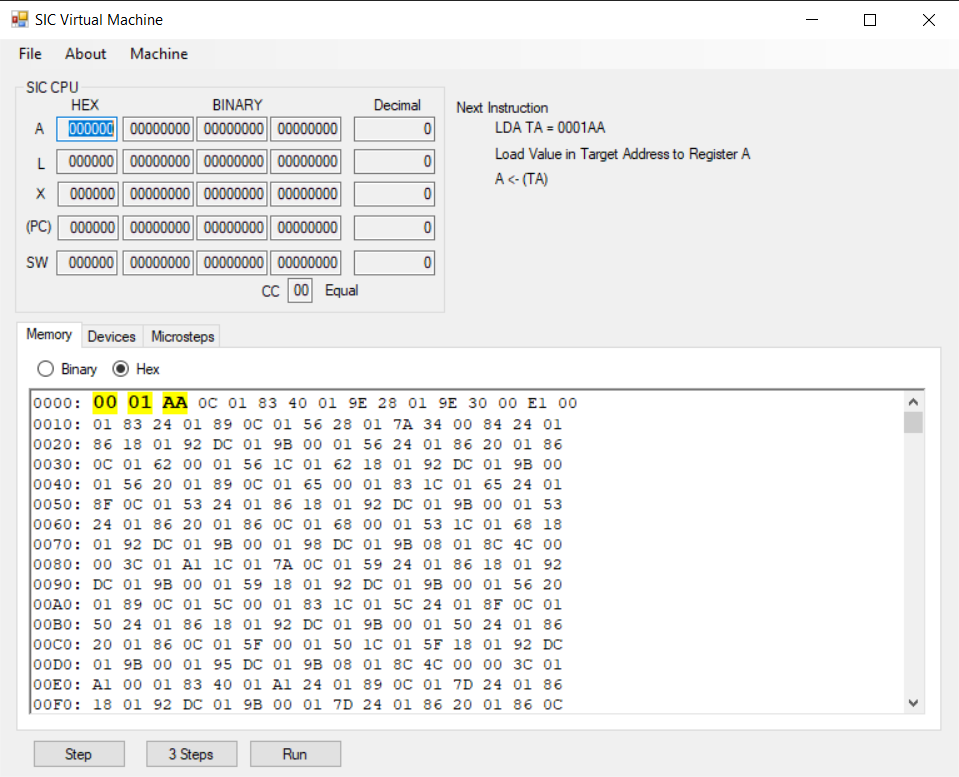 SIC Virtual Machine
File About Machine
SIC CPU
HEX BINARY Decimal
A 000000 00000000 00000000 00000000 0
L 000000 00000000 00000000 00000000 0
X 000000 00000000 00000000 00000000 0
(PC) 000000 00000000 00000000 00000000 0
SW 000000 00000000 00000000 00000000 0
CC 00 Equal
Next Instruction
LDA TA = 0001AA
Load Value in Target Address to Register A
A <- (TA)
Memory Devices Microsteps
Binary Hex
0000: 00 01 AA 0C 01 83 40 01 9E 28 01 9E 30 00 E1 00
0010: 01 83 24 01 89 0C 01 56 28 01 7A 34 00 84 24 01
0020: 86 18 01 92 DC 01 9B 00 01 56 24 01 86 20 01 86
0030: 0C 01 62 00 01 56 1C 01 62 18 01 92 DC 01 9B 00
0040: 01 56 20 01 89 0C 01 65 00 01 83 1C 01 65 24 01
0050: 8F 0C 01 53 24 01 86 18 01 92 DC 01 9B 00 01 53
0060: 24 01 86 20 01 86 0C 01 68 00 01 53 1C 01 68 18
0070: 01 92 DC 01 9B 00 01 98 DC 01 9B 08 01 8C 4C 00
0080: 00 3C 01 A1 1C 01 7A 0C 01 59 24 01 86 18 01 92
0090: DC 01 9B 00 01 59 18 01 92 DC 01 9B 00 01 56 20
00A0: 01 89 0C 01 5C 00 01 83 1C 01 5C 24 01 8F 0C 01
00B0: 50 24 01 86 18 01 92 DC 01 9B 00 01 50 24 01 86
00C0: 20 01 86 0C 01 5F 00 01 50 1C 01 5F 18 01 92 DC
00D0: 01 9B 00 01 95 DC 01 9B 08 01 8C 4C 00 00 3C 01
00E0: A1 00 01 83 40 01 A1 24 01 89 0C 01 7D 24 01 86
00F0: 18 01 92 DC 01 9B 00 01 7D 24 01 86 20 01 86 0C
Step 3 Steps Run